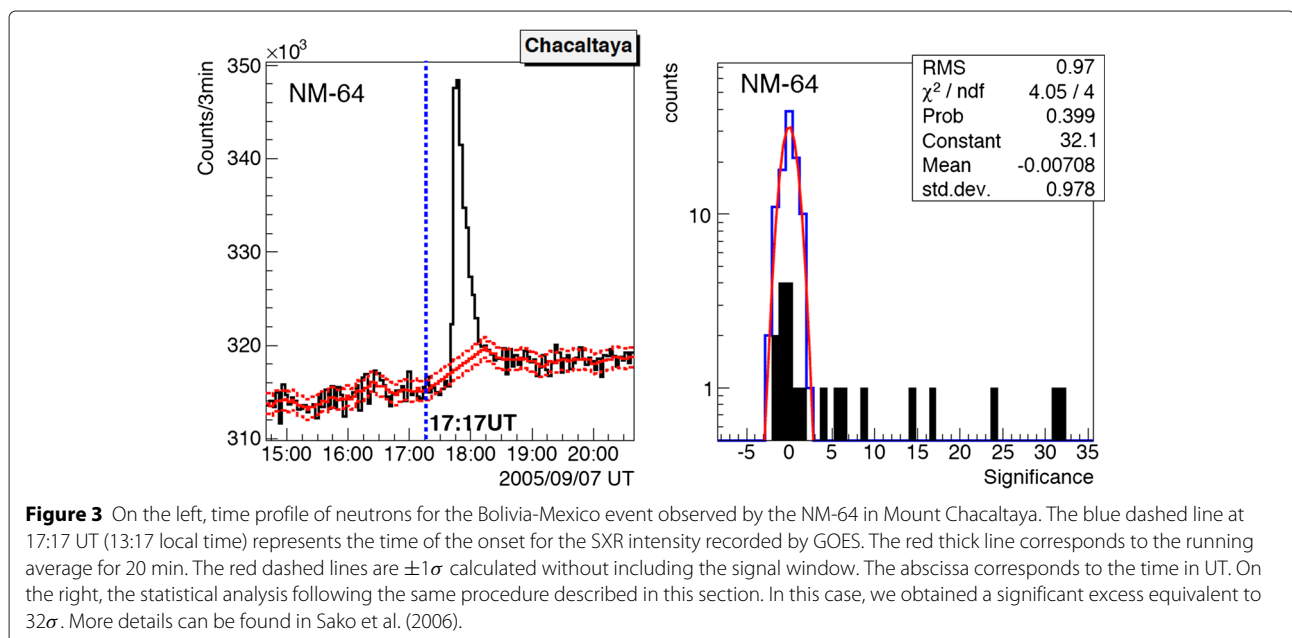 Chacaltaya
×10³
350
340
330
320
310
Counts/3min
NM-64
17:17UT
15:00 16:00 17:00 18:00 19:00 20:00
2005/09/07 UT
counts
10
1
NM-64
RMS 0.97
χ² / ndf 4.05 / 4
Prob 0.399
Constant 32.1
Mean -0.00708
std.dev. 0.978
-5 0 5 10 15 20 25 30 35
Significance
Figure 3 On the left, time profile of neutrons for the Bolivia-Mexico event observed by the NM-64 in Mount Chacaltaya. The blue dashed line at
17:17 UT (13:17 local time) represents the time of the onset for the SXR intensity recorded by GOES. The red thick line corresponds to the running
average for 20 min. The red dashed lines are ±1σ calculated without including the signal window. The abscissa corresponds to the time in UT. On
the right, the statistical analysis following the same procedure described in this section. In this case, we obtained a significant excess equivalent to
32σ. More details can be found in Sako et al. (2006).